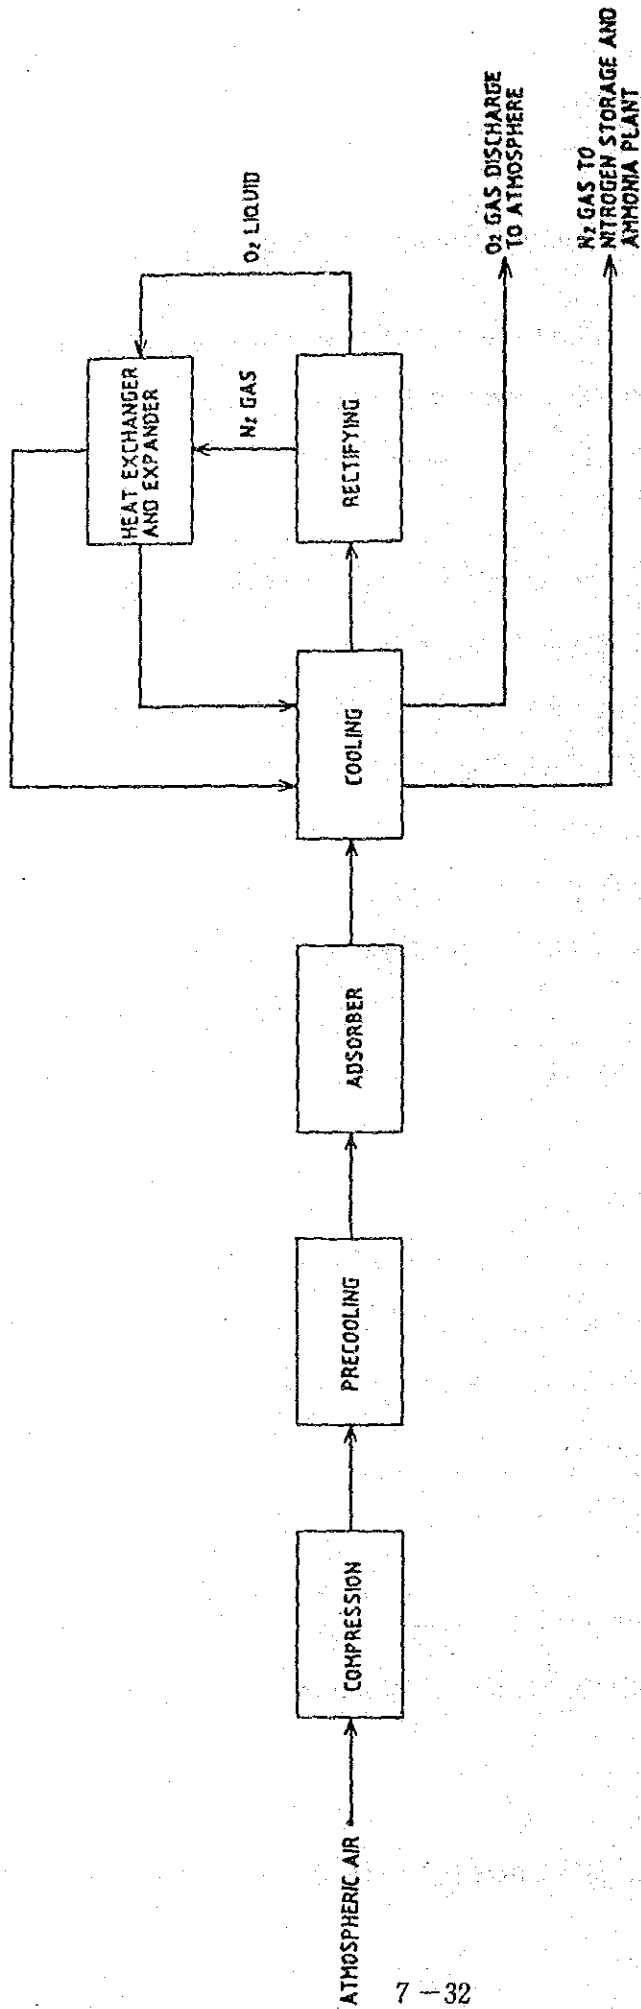 ATMOSPHERIC AIR
COMPRESSION
PRECOOLING
ADSORBER
COOLING
RECTIFYING
HEAT EXCHANGER
AND EXPANDER
N₂ GAS
O₂ LIQUID
O₂ GAS DISCHARGE
TO ATMOSPHERE
N₂ GAS TO
NITROGEN STORAGE AND
AMMONIA PLANT
7-32